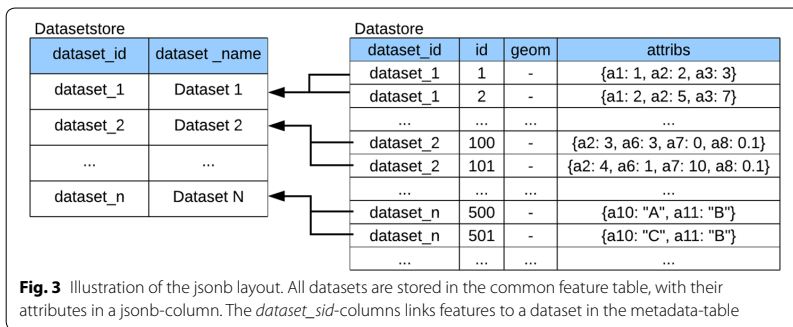 Datasetstore
dataset_id dataset _name
dataset_1 Dataset 1
dataset_2 Dataset 2
... ...
dataset_n Dataset N
Datastore
dataset_id id geom attribs
dataset_1 1 - {a1: 1, a2: 2, a3: 3}
dataset_1 2 - {a1: 2, a2: 5, a3: 7}
... ... ... ...
dataset_2 100 - {a2: 3, a6: 3, a7: 0, a8: 0.1}
dataset_2 101 - {a2: 4, a6: 1, a7: 10, a8: 0.1}
... ... ... ...
dataset_n 500 - {a10: "A", a11: "B"}
dataset_n 501 - {a10: "C", a11: "B"}
... ... ... ...
Fig. 3 Illustration of the jsonb layout. All datasets are stored in the common feature table, with their
attributes in a jsonb-column. The dataset_sid-columns links features to a dataset in the metadata-table